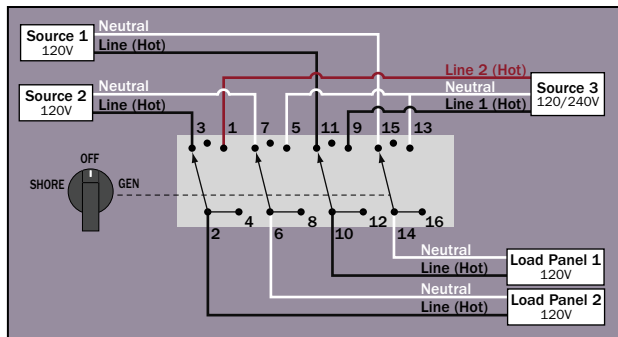 Source 1
120V
Neutral
Line (Hot)
Source 2
120V
Neutral
Line (Hot)
Line 2 (Hot)
Neutral
Line 1 (Hot)
Source 3
120/240V
3 1 7 5 11 9 15 13
OFF
SHORE GEN
4 8 12 16
2 6 10 14
Neutral
Line (Hot)
Load Panel 1
120V
Neutral
Line (Hot)
Load Panel 2
120V